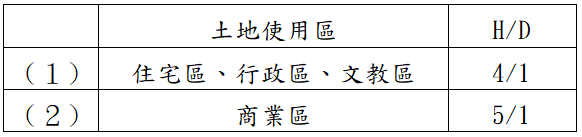 土地使用區 H/D
（1） 住宅區、行政區、文教區 4/1
（2） 商業區 5/1